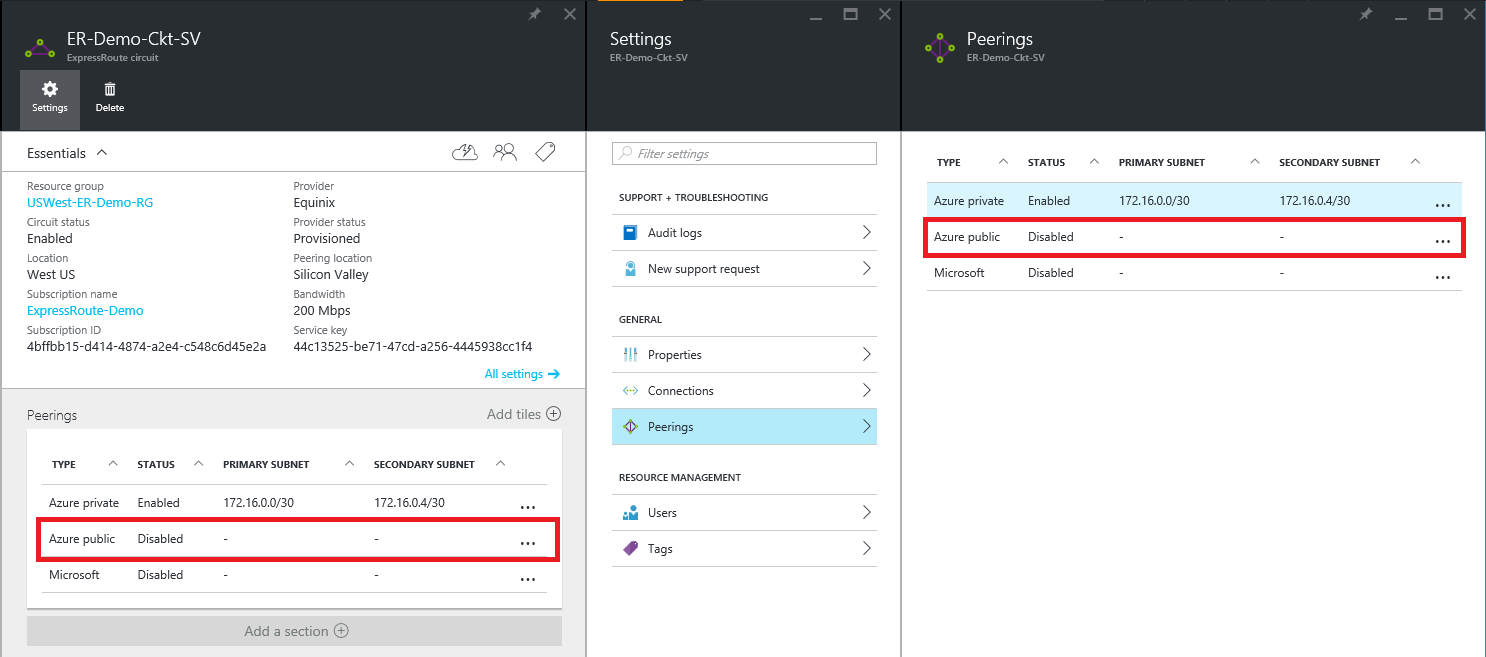 ER-Demo-Ckt-SV
ExpressRoute circuit
Settings
Delete
Essentials
Resource group
USWest-ER-Demo-RG
Circuit status
Enabled
Location
West US
Subscription name
ExpressRoute-Demo
Subscription ID
4bffbb15-d414-4874-a2e4-c548c6d45e2a
Provider
Equinix
Provider status
Provisioned
Peering location
Silicon Valley
Bandwidth
200 Mbps
Service key
44c13525-be71-47cd-a256-4445938cc1f4
All settings
Peerings
Add tiles
TYPE STATUS PRIMARY SUBNET SECONDARY SUBNET
Azure private Enabled 172.16.0.0/30 172.16.0.4/30 ...
Azure public Disabled - - ...
Microsoft Disabled - - ...
Add a section
Settings
ER-Demo-Ckt-SV
Filter settings
SUPPORT + TROUBLESHOOTING
Audit logs
New support request
GENERAL
Properties
Connections
Peerings
RESOURCE MANAGEMENT
Users
Tags
Peerings
ER-Demo-Ckt-SV
TYPE STATUS PRIMARY SUBNET SECONDARY SUBNET
Azure private Enabled 172.16.0.0/30 172.16.0.4/30 ...
Azure public Disabled - - ...
Microsoft Disabled - - ...